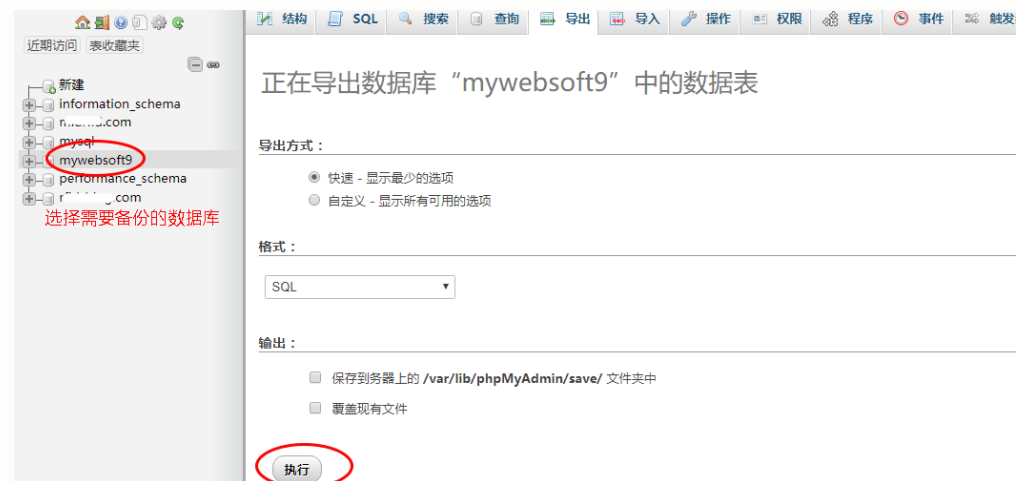 结构 SQL 搜索 查询 导出 导入 操作 权限 程序 事件 触发
近期访问 表收藏夹
新建
information_schema
.com
mysql
mywebsoft9
performance_schema
.com
选择需要备份的数据库
正在导出数据库“mywebsoft9”中的数据表
导出方式：
快速 - 显示最少的选项
自定义 - 显示所有可用的选项
格式：
SQL
输出：
保存到务器上的 /var/lib/phpMyAdmin/save/ 文件夹中
覆盖现有文件
执行